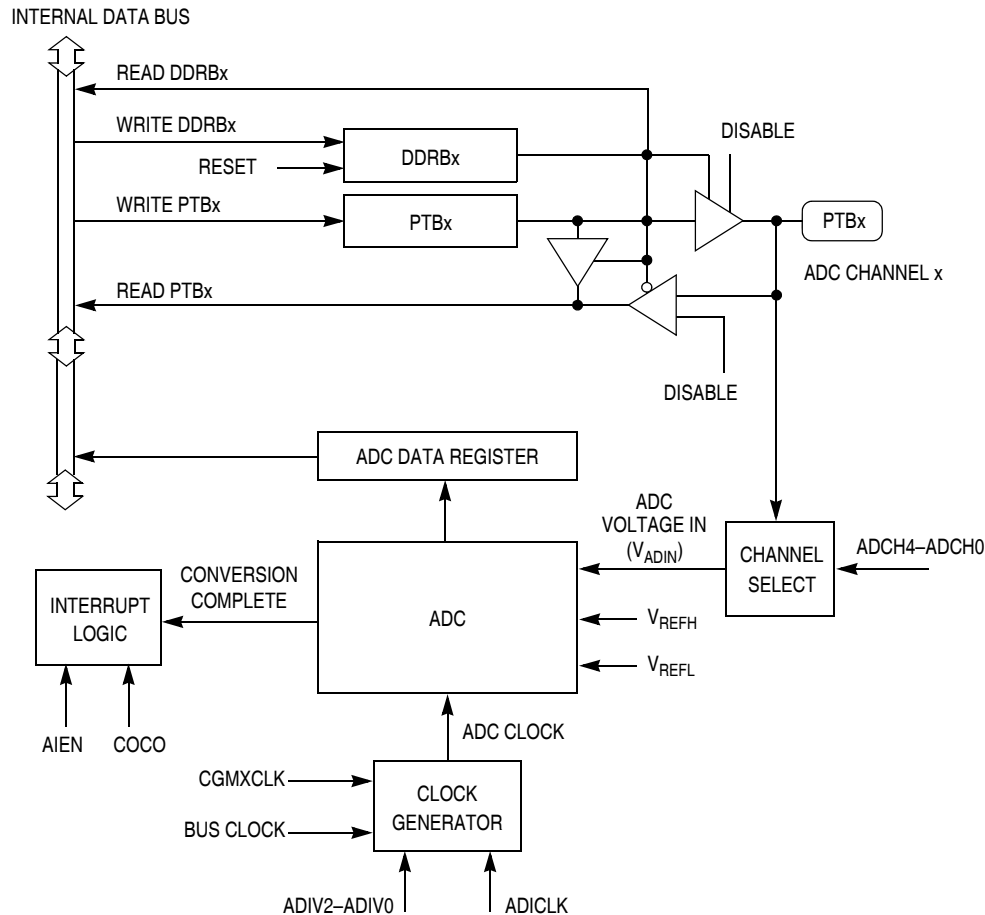 INTERNAL DATA BUS
READ DDRBx
WRITE DDRBx
DISABLE
DDRBx
RESET
WRITE PTBx
PTBx
PTBx
ADC CHANNEL x
READ PTBx
DISABLE
ADC DATA REGISTER
ADC
VOLTAGE IN
(VADIN)
CHANNEL
SELECT
ADCH4–ADCH0
CONVERSION
COMPLETE
INTERRUPT
LOGIC
ADC
VREFH
VREFL
AIEN
COCO
ADC CLOCK
CGMXCLK
CLOCK
GENERATOR
BUS CLOCK
ADIV2–ADIV0
ADICLK